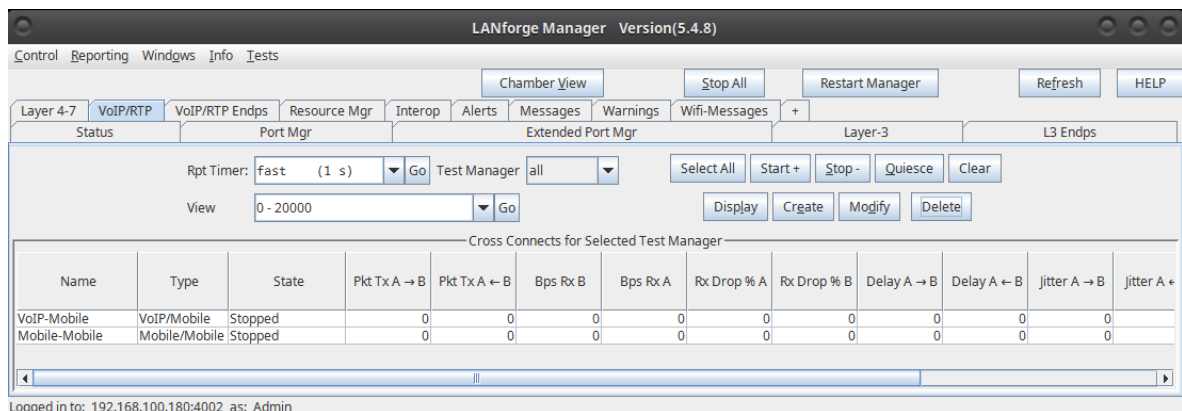 LANforge Manager Version(5.4.8)
Control Reporting Windows Info Tests
Chamber View Stop All Restart Manager Refresh HELP
Layer 4-7 VoIP/RTP VoIP/RTP Endps Resource Mgr Interop Alerts Messages Warnings Wifi-Messages +
Status Port Mgr Extended Port Mgr Layer-3 L3 Endps
Rpt Timer: fast (1 s) Go Test Manager all Select All Start + Stop - Quiesce Clear
View 0 - 20000 Go Display Create Modify Delete
Cross Connects for Selected Test Manager
Name Type State Pkt Tx A → B Pkt Tx A ← B Bps Rx B Bps Rx A Rx Drop % A Rx Drop % B Delay A → B Delay A ← B Jitter A → B Jitter A ←
VoIP-Mobile VoIP/Mobile Stopped 0 0 0 0 0 0 0 0 0
Mobile-Mobile Mobile/Mobile Stopped 0 0 0 0 0 0 0 0 0
Logged in to: 192.168.100.180:4002 as: Admin